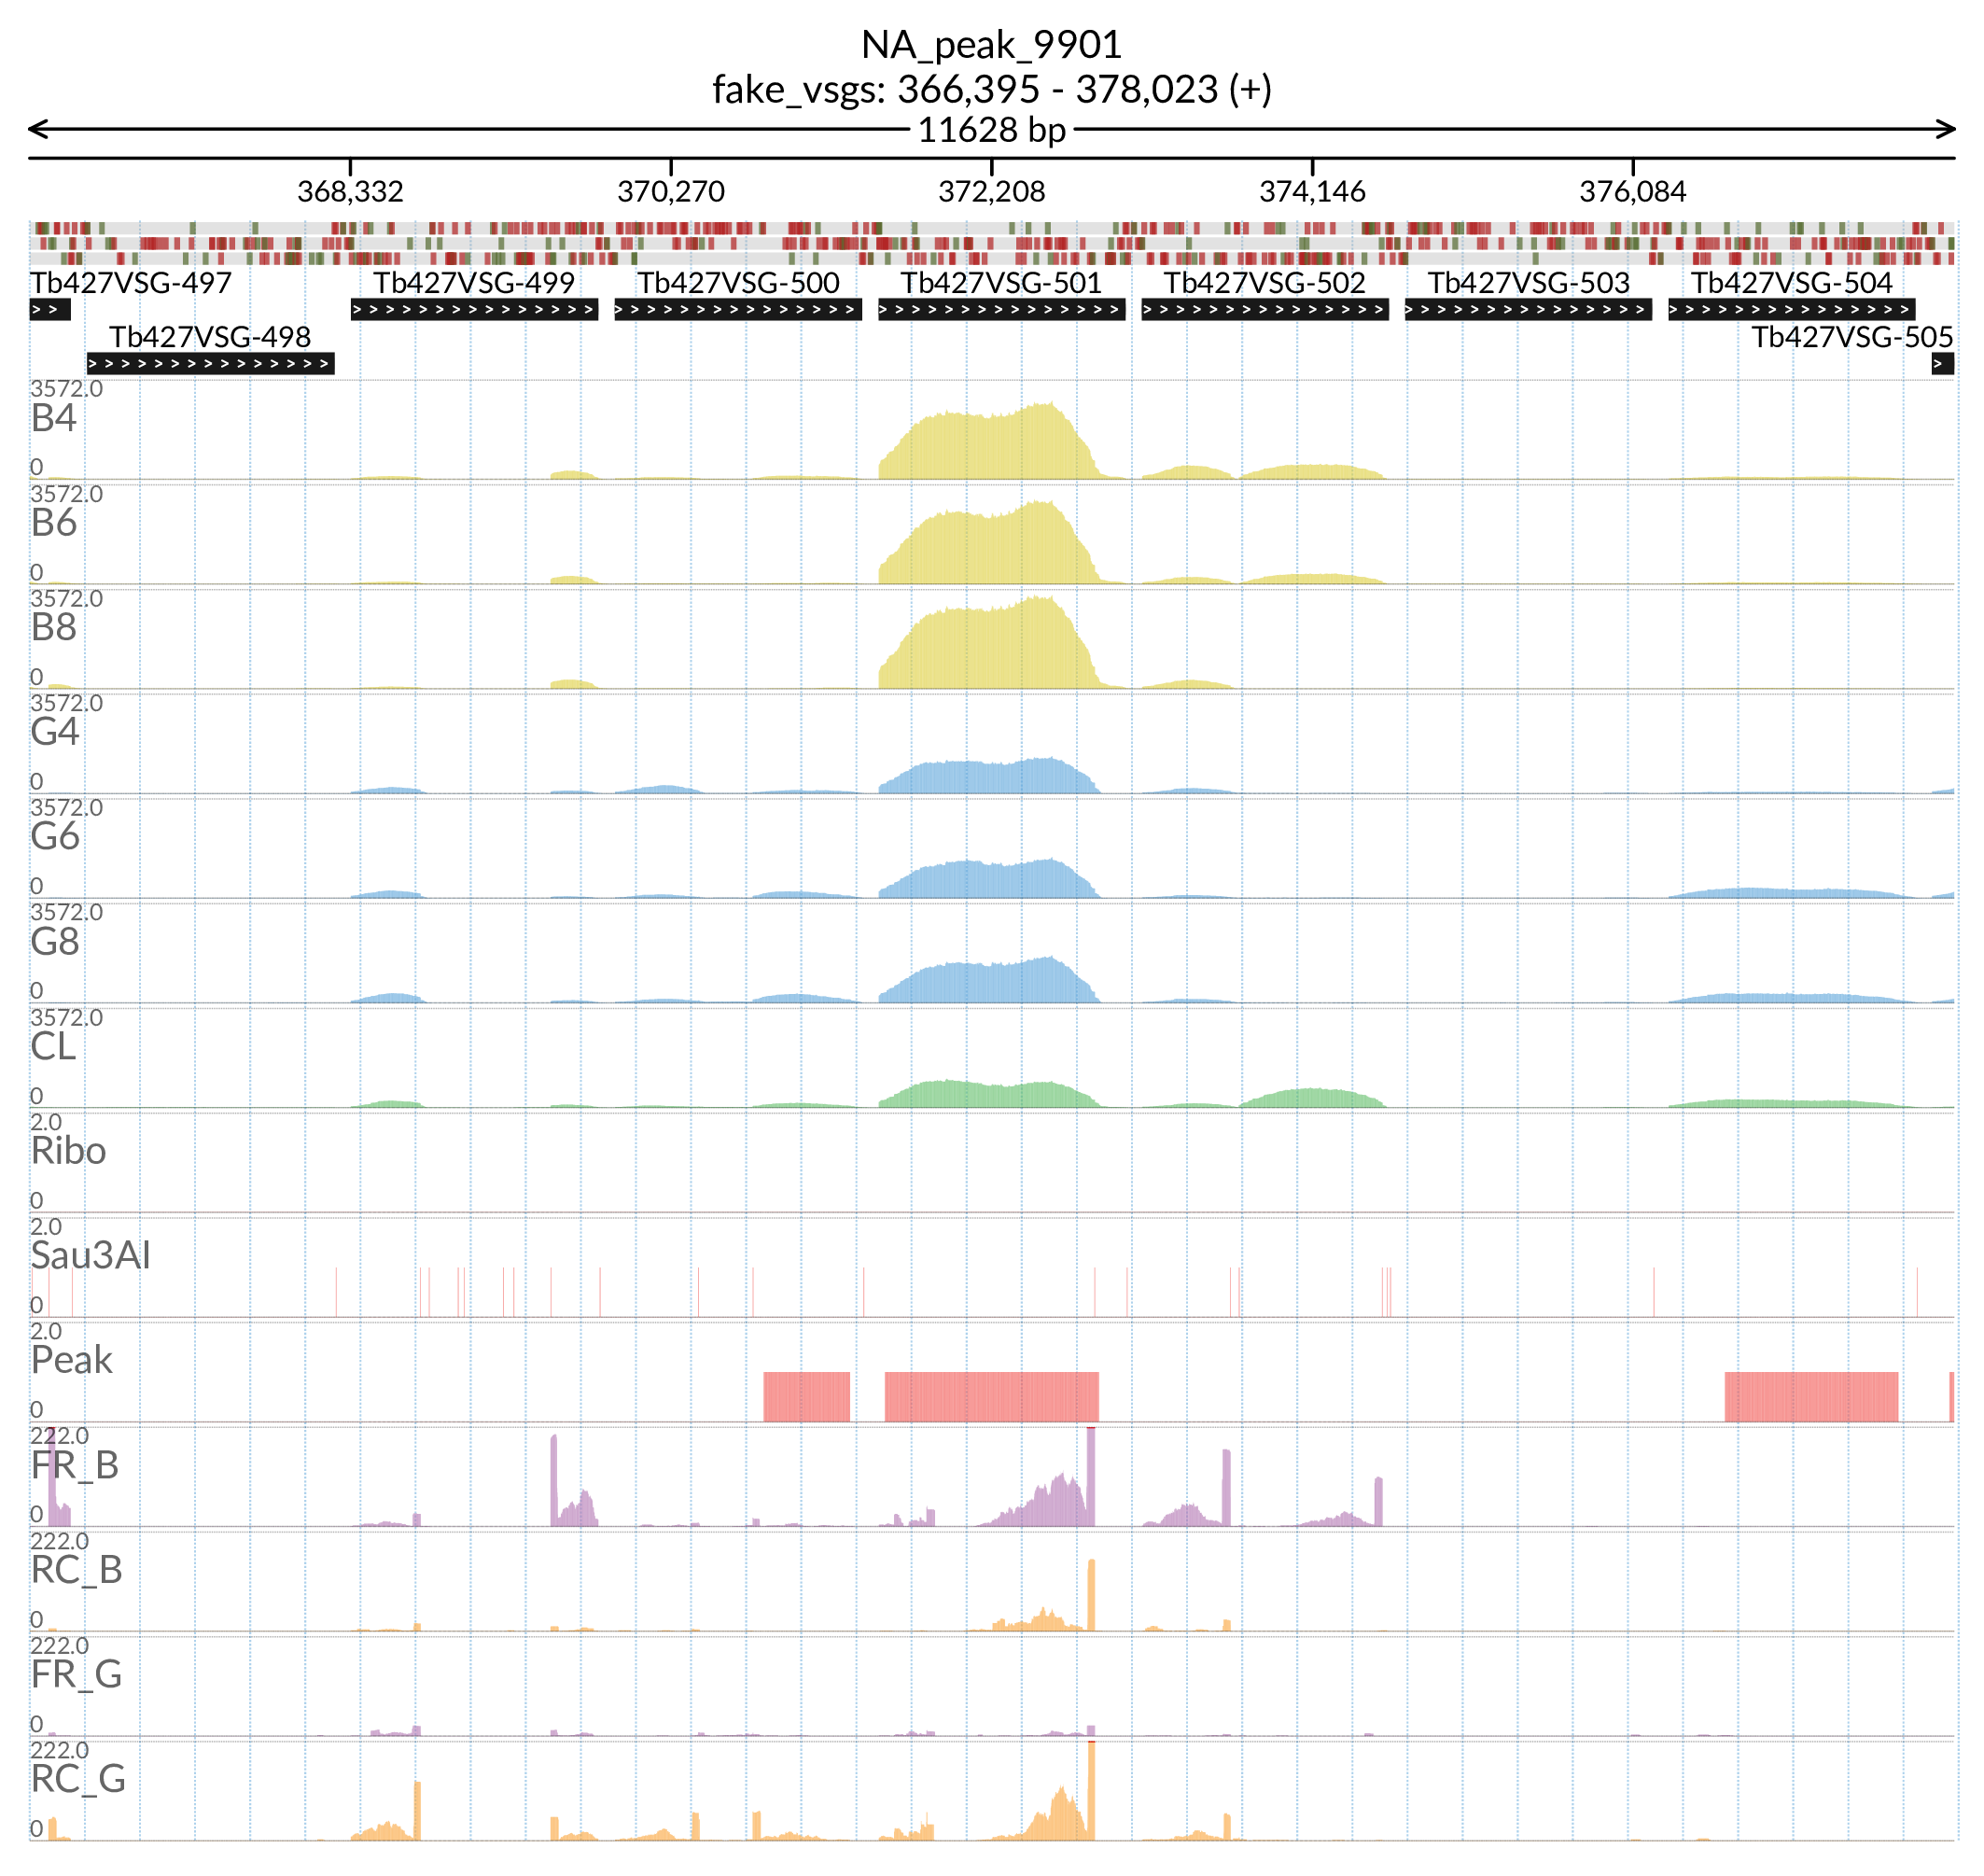 NA_peak_9901
fake_vsgs: 366,395 - 378,023 (+)
11628 bp
368,332 370,270 372,208 374,146 376,084
Tb427VSG-497 Tb427VSG-499 Tb427VSG-500 Tb427VSG-501 Tb427VSG-502 Tb427VSG-503 Tb427VSG-504
Tb427VSG-498 Tb427VSG-505
3572.0
B4
0
3572.0
B6
0
3572.0
B8
0
3572.0
G4
0
3572.0
G6
0
3572.0
G8
0
3572.0
CL
0
2.0
Ribo
0
2.0
Sau3AI
0
2.0
Peak
0
222.0
FR_B
0
222.0
RC_B
0
222.0
FR_G
0
222.0
RC_G
0